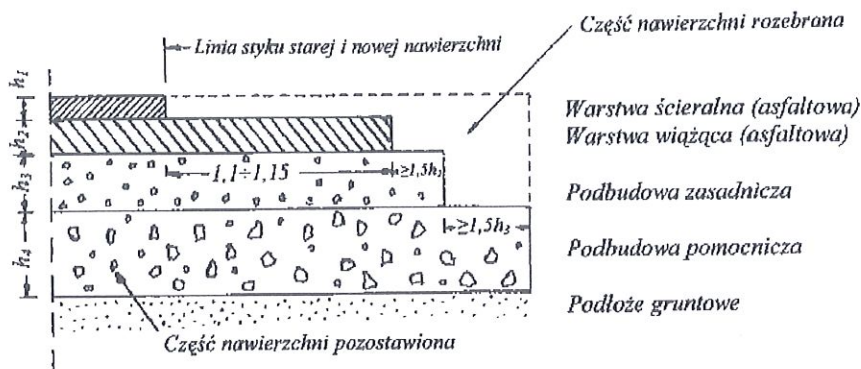 Linia styku starej i nowej nawierzchni
Część nawierzchni rozebrana
h₁
h₂
h₃
h₄
Warstwa ścieralna (asfaltowa)
Warstwa wiążąca (asfaltowa)
1,1÷1,15
≥1,5h₂
Podbudowa zasadnicza
≥1,5h₃
Podbudowa pomocnicza
Podłoże gruntowe
Część nawierzchni pozostawiona